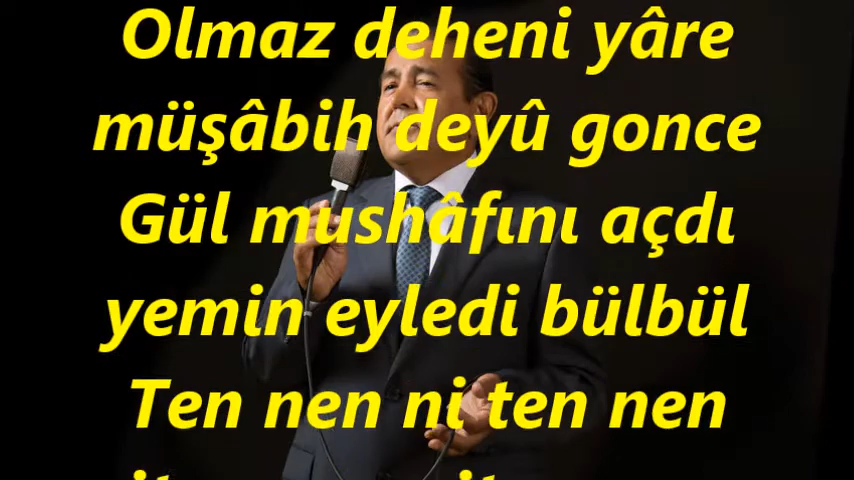 Olmaz deheni yâre
müşâbih deyû gonce
Gül mushâfını açdı
yemin eyledi bülbül
Ten nen ni ten nen